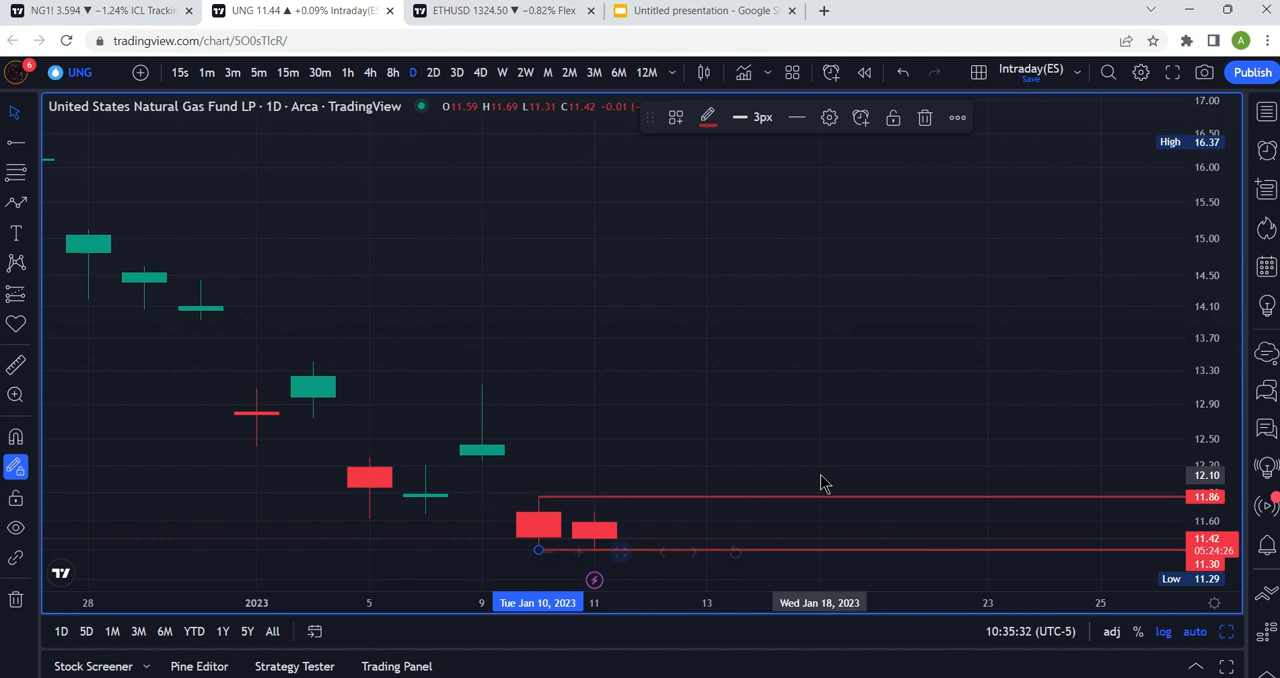 NG1! 3.594 ▼ −1.24% ICL Trackin
UNG 11.44 ▲ +0.09% Intraday(ES
ETHUSD 1324.50 ▼ −0.82% Flex
Untitled presentation - Google S
tradingview.com/chart/5O0sTlcR/
A
6
UNG
15s 1m 3m 5m 15m 30m 1h 4h 8h D 2D 3D 4D W 2W M 2M 3M 6M 12M
Intraday(ES)
Save
Publish
United States Natural Gas Fund LP · 1D · Arca · TradingView
O11.59 H11.69 L11.31 C11.42 -0.01
3px
17.00
16.50
High 16.37
16.00
15.50
15.00
14.50
14.10
13.70
13.30
12.90
12.50
12.20
12.10
11.86
11.60
11.42
05:24:26
11.30
Low 11.29
28 2023 5 9 Tue Jan 10, 2023 11 13 Wed Jan 18, 2023 23 25
1D 5D 1M 3M 6M YTD 1Y 5Y All
10:35:32 (UTC-5)
adj % log auto
Stock Screener Pine Editor Strategy Tester Trading Panel